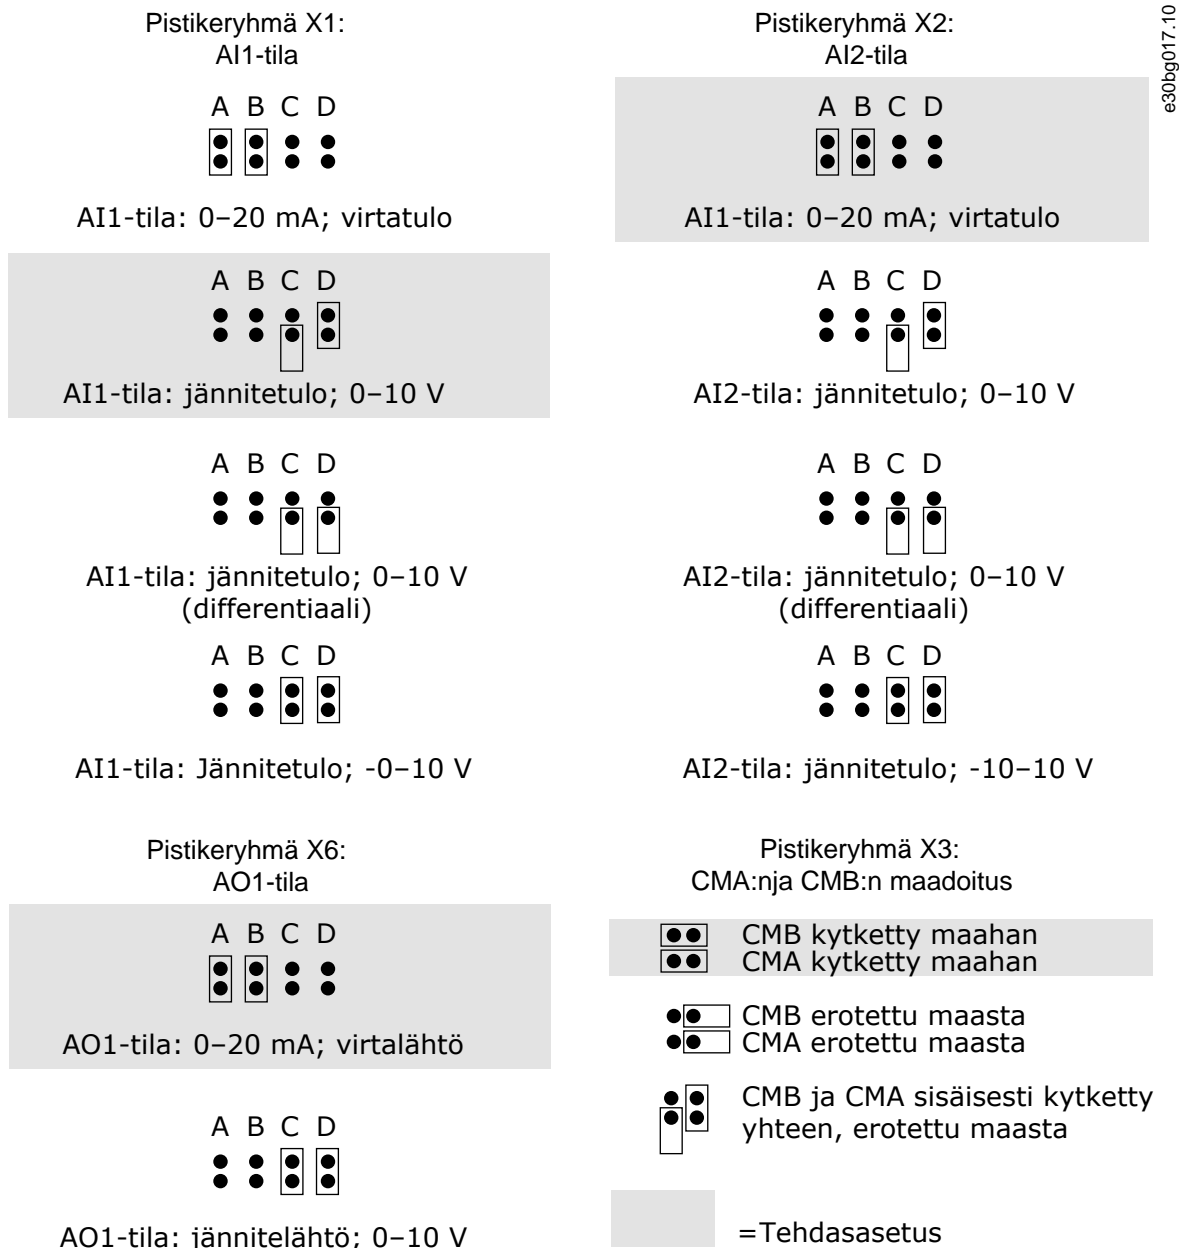 e30bg017.10
Pistikeryhmä X1:
AI1-tila
A B C D
AI1-tila: 0–20 mA; virtatulo
A B C D
AI1-tila: jännitetulo; 0–10 V
A B C D
AI1-tila: jännitetulo; 0–10 V
(differentiaali)
A B C D
AI1-tila: Jännitetulo; -0–10 V
Pistikeryhmä X2:
AI2-tila
A B C D
AI1-tila: 0–20 mA; virtatulo
A B C D
AI2-tila: jännitetulo; 0–10 V
A B C D
AI2-tila: jännitetulo; 0–10 V
(differentiaali)
A B C D
AI2-tila: jännitetulo; -10–10 V
Pistikeryhmä X6:
AO1-tila
A B C D
AO1-tila: 0–20 mA; virtalähtö
A B C D
AO1-tila: jännitelähtö; 0–10 V
Pistikeryhmä X3:
CMA:nja CMB:n maadoitus
CMB kytketty maahan
CMA kytketty maahan
CMB erotettu maasta
CMA erotettu maasta
CMB ja CMA sisäisesti kytketty
yhteen, erotettu maasta
=Tehdasasetus